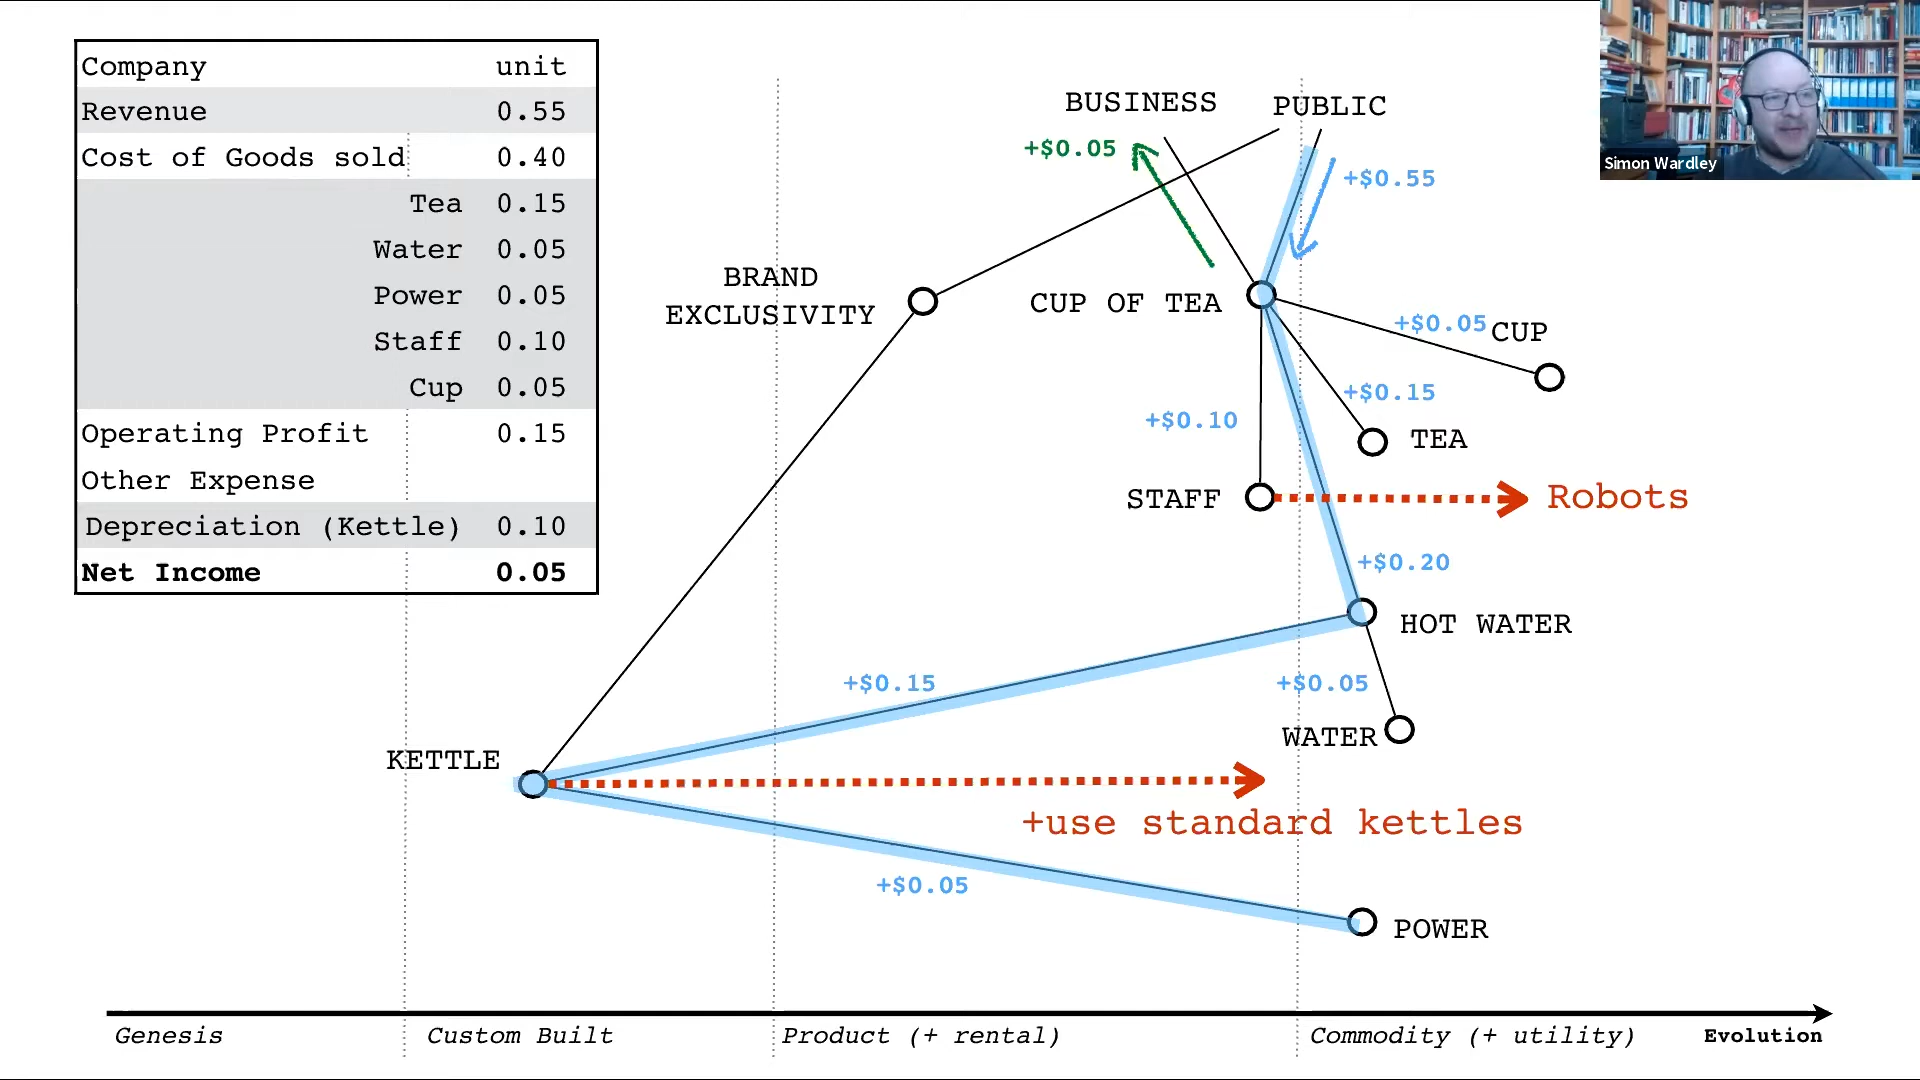 Company unit
Revenue 0.55
Cost of Goods sold 0.40
Tea 0.15
Water 0.05
Power 0.05
Staff 0.10
Cup 0.05
Operating Profit 0.15
Other Expense
Depreciation (Kettle) 0.10
Net Income 0.05
BUSINESS
PUBLIC
+$0.05
+$0.55
Simon Wardley
BRAND
EXCLUSIVITY
CUP OF TEA
+$0.05
CUP
+$0.15
+$0.10
TEA
STAFF
Robots
+$0.20
HOT WATER
+$0.15
+$0.05
WATER
KETTLE
+use standard kettles
+$0.05
POWER
Genesis
Custom Built
Product (+ rental)
Commodity (+ utility)
Evolution